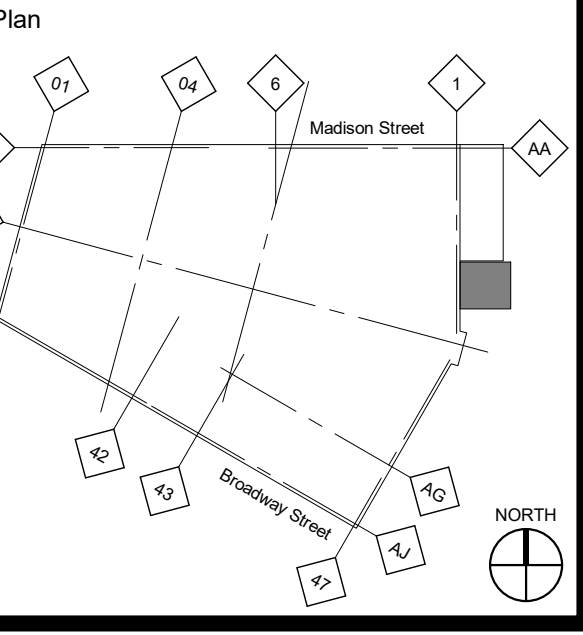 Plan
01
04
6
1
Madison Street
AA
42
43
Broadway Street
AG
AJ
47
NORTH